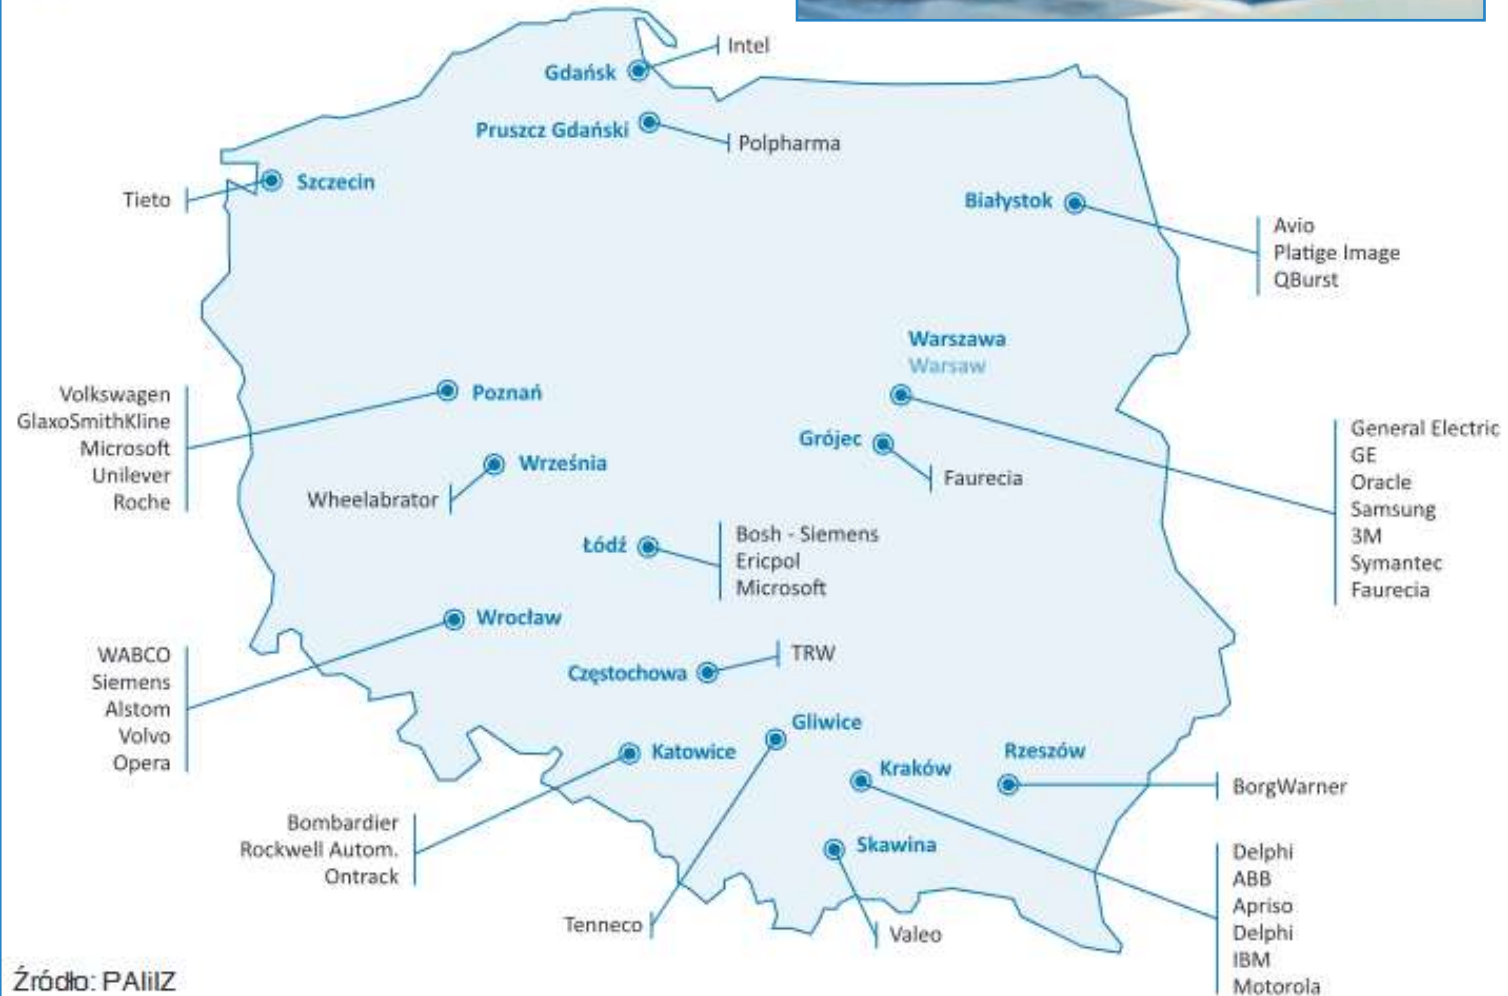 Intel
Gdańsk
Pruszcz Gdański
Polpharma
Szczecin
Tieto
Białystok
Avio
Platige Image
QBurst
Warszawa
Warsaw
Volkswagen
GlaxoSmithKline
Microsoft
Unilever
Roche
Poznań
Grójec
Faurecia
General Electric
GE
Oracle
Samsung
3M
Symantec
Faurecia
Września
Wheelabrator
Łódź
Bosh - Siemens
Ericpol
Microsoft
Wrocław
WABCO
Siemens
Alstom
Volvo
Opera
Częstochowa
TRW
Gliwice
Katowice
Kraków
Rzeszów
BorgWarner
Bombardier
Rockwell Autom.
Ontrack
Skawina
Delphi
ABB
Apriso
Delphi
IBM
Motorola
Tenneco
Valeo
Źródło: PAIiIZ